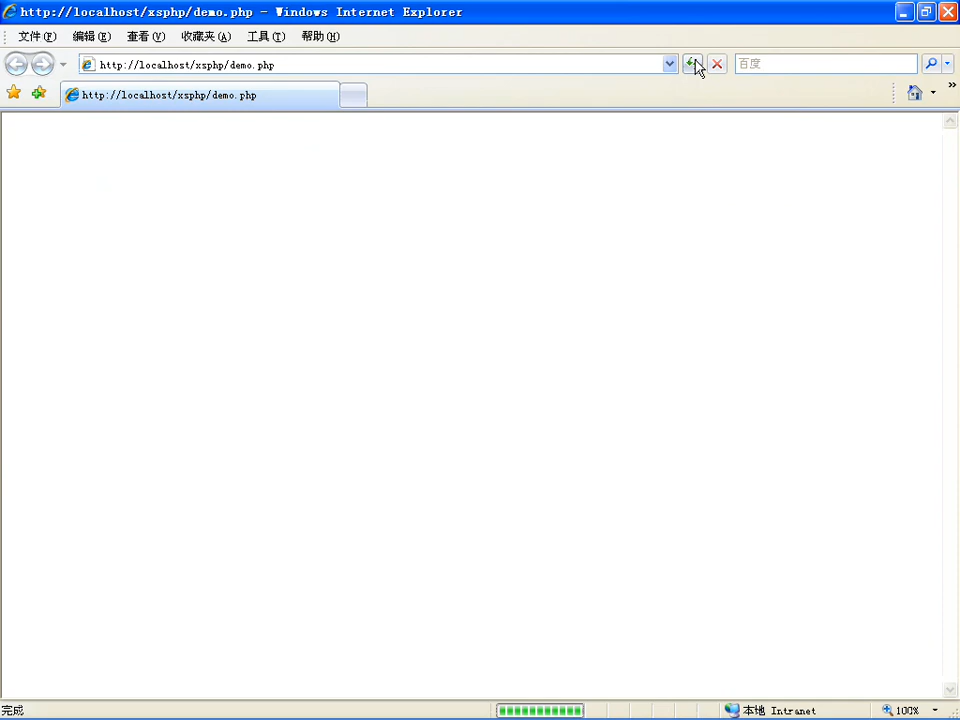 http://localhost/xsphp/demo.php - Windows Internet Explorer
文件(F) 编辑(E) 查看(V) 收藏夹(A) 工具(T) 帮助(H)
http://localhost/xsphp/demo.php 百度
http://localhost/xsphp/demo.php
完成 本地 Intranet 100%